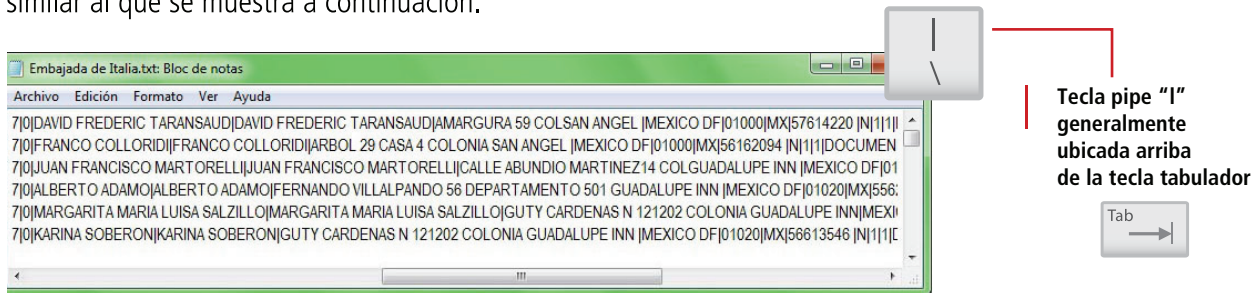 similar al que se muestra a continuación.
Embajada de Italia.txt: Bloc de notas
Archivo Edición Formato Ver Ayuda
7|0|DAVID FREDERIC TARANSAUD|DAVID FREDERIC TARANSAUD|AMARGURA 59 COLSAN ANGEL |MEXICO DF|01000|MX|57614220 |N|1|1|
7|0|FRANCO COLLORIDI|FRANCO COLLORIDI|ARBOL 29 CASA 4 COLONIA SAN ANGEL |MEXICO DF|01000|MX|56162094 |N|1|1|DOCUMEN
7|0|JUAN FRANCISCO MARTORELLI|JUAN FRANCISCO MARTORELLI|CALLE ABUNDIO MARTINEZ14 COLGUADALUPE INN |MEXICO DF|01
7|0|ALBERTO ADAMO|ALBERTO ADAMO|FERNANDO VILLALPANDO 56 DEPARTAMENTO 501 GUADALUPE INN |MEXICO DF|01020|MX|556
7|0|MARGARITA MARIA LUISA SALZILLO|MARGARITA MARIA LUISA SALZILLO|GUTY CARDENAS N 121202 COLONIA GUADALUPE INN|MEXI
7|0|KARINA SOBERON|KARINA SOBERON|GUTY CARDENAS N 121202 COLONIA GUADALUPE INN |MEXICO DF|01020|MX|56613546 |N|1|1|
|
\
Tecla pipe “l”
generalmente
ubicada arriba
de la tecla tabulador
Tab